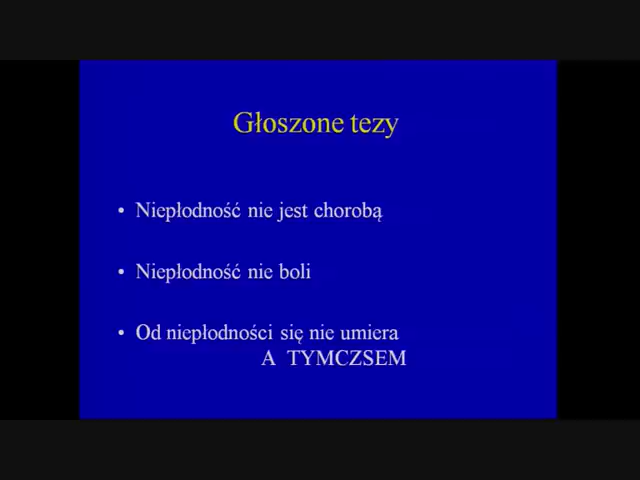 Głoszone tezy
• Niepłodność nie jest chorobą
• Niepłodność nie boli
• Od niepłodności się nie umiera
A TYMCZSEM